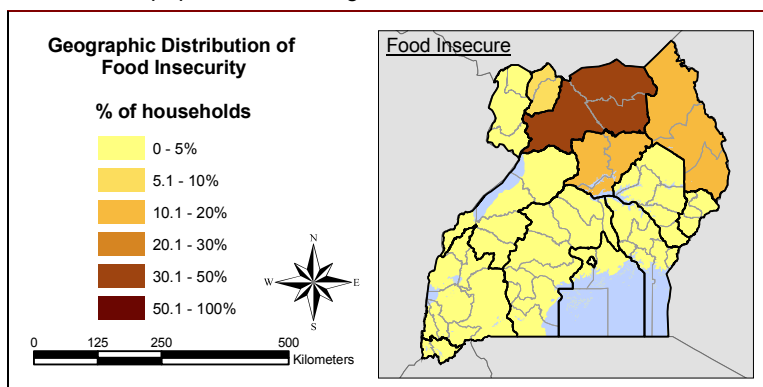 Geographic Distribution of
Food Insecurity
% of households
0 - 5%
5.1 - 10%
10.1 - 20%
20.1 - 30%
30.1 - 50%
50.1 - 100%
N
W
E
S
0 125 250 500
Kilometers
Food Insecure